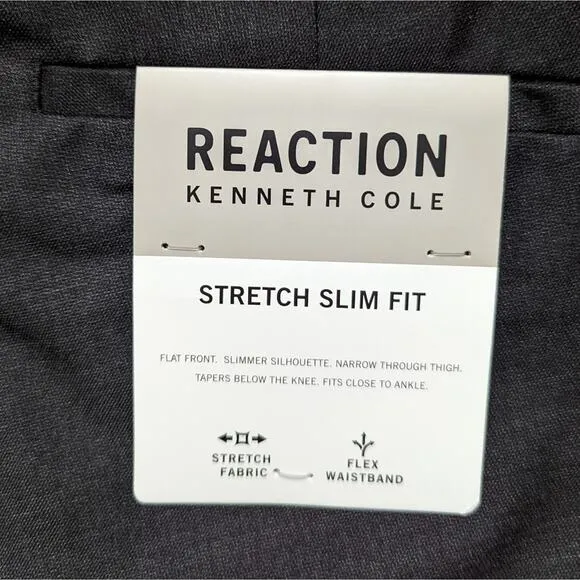 REACTION
KENNETH COLE
STRETCH SLIM FIT
FLAT FRONT. SLIMMER SILHOUETTE. NARROW THROUGH THIGH.
TAPERS BELOW THE KNEE. FITS CLOSE TO ANKLE.
STRETCH
FABRIC
FLEX
WAISTBAND